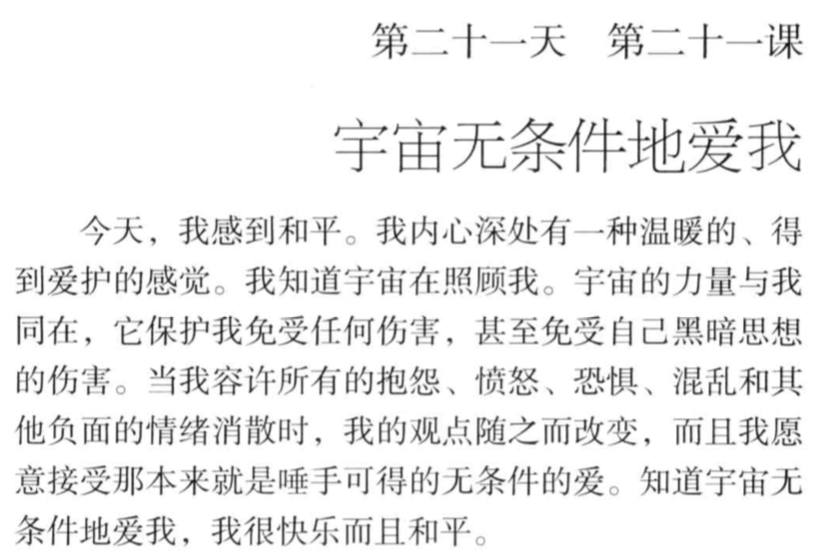 第二十一天 第二十一课
宇宙无条件地爱我
今天，我感到和平。我内心深处有一种温暖的、得
到爱护的感觉。我知道宇宙在照顾我。宇宙的力量与我
同在，它保护我免受任何伤害，甚至免受自己黑暗思想
的伤害。当我容许所有的抱怨、愤怒、恐惧、混乱和其
他负面的情绪消散时，我的观点随之而改变，而且我愿
意接受那本来就是唾手可得的无条件的爱。知道宇宙无
条件地爱我，我很快乐而且和平。